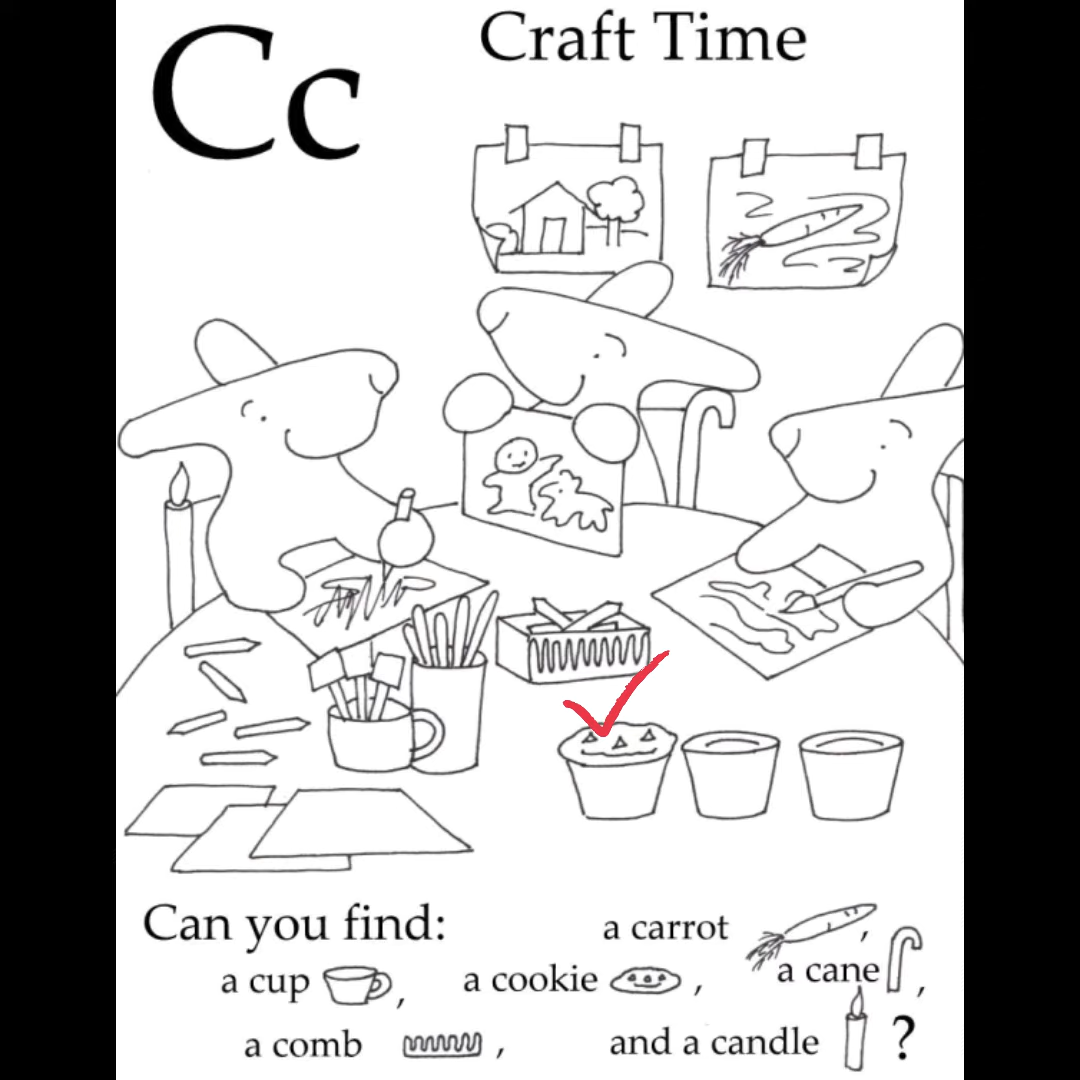 Cc
Craft Time
Can you find: a carrot ,
a cup , a cookie , a cane ,
a comb , and a candle ?